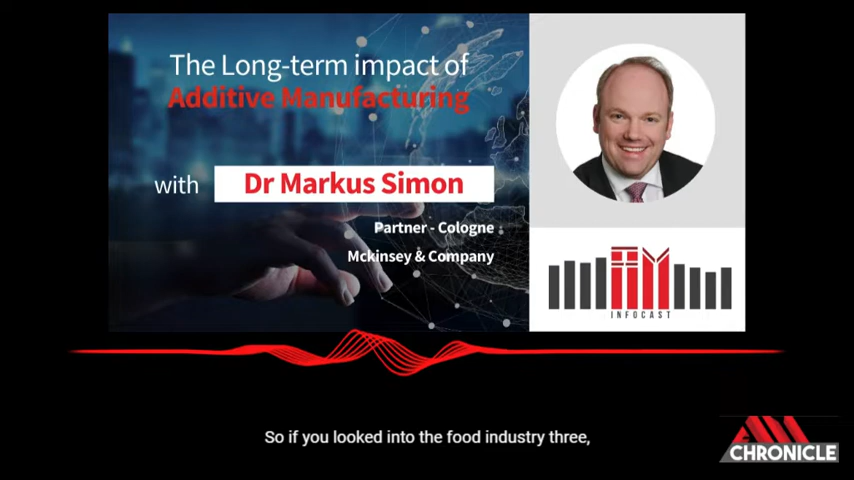 The Long-term impact of
Additive Manufacturing
with Dr Markus Simon
Partner - Cologne
Mckinsey & Company
INFOCAST
So if you looked into the food industry three,
AM
CHRONICLE